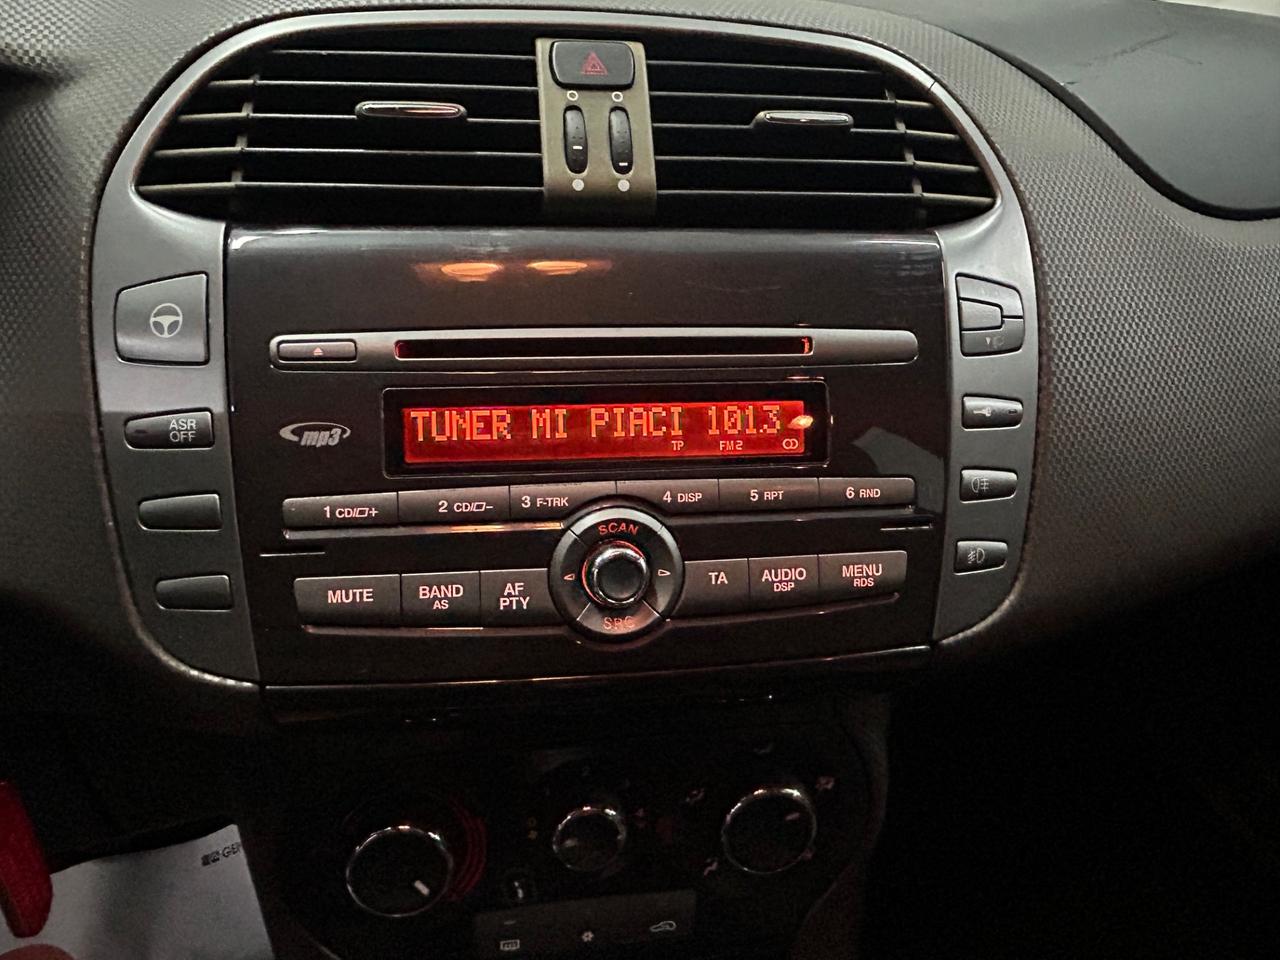 ASR
OFF
mp3
TUNER MI PIACI 101.3
TP FM2
1 CD/+ 2 CD/- 3 F-TRK 4 DISP 5 RPT 6 RND
SCAN
MUTE BAND AS AF PTY TA AUDIO DSP MENU RDS
SRC